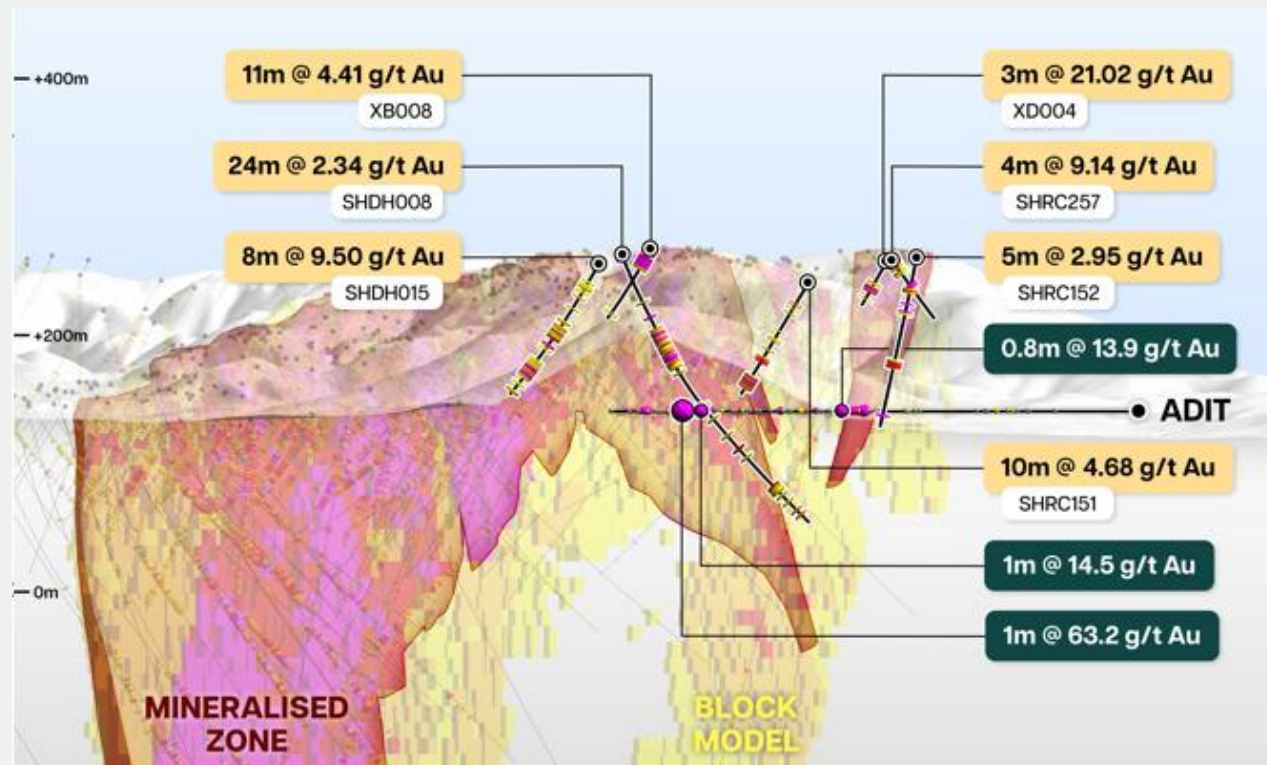 +400m
+200m
0m
11m @ 4.41 g/t Au
XB008
24m @ 2.34 g/t Au
SHDH008
8m @ 9.50 g/t Au
SHDH015
3m @ 21.02 g/t Au
XD004
4m @ 9.14 g/t Au
SHRC257
5m @ 2.95 g/t Au
SHRC152
0.8m @ 13.9 g/t Au
ADIT
10m @ 4.68 g/t Au
SHRC151
1m @ 14.5 g/t Au
1m @ 63.2 g/t Au
MINERALISED
ZONE
BLOCK
MODEL